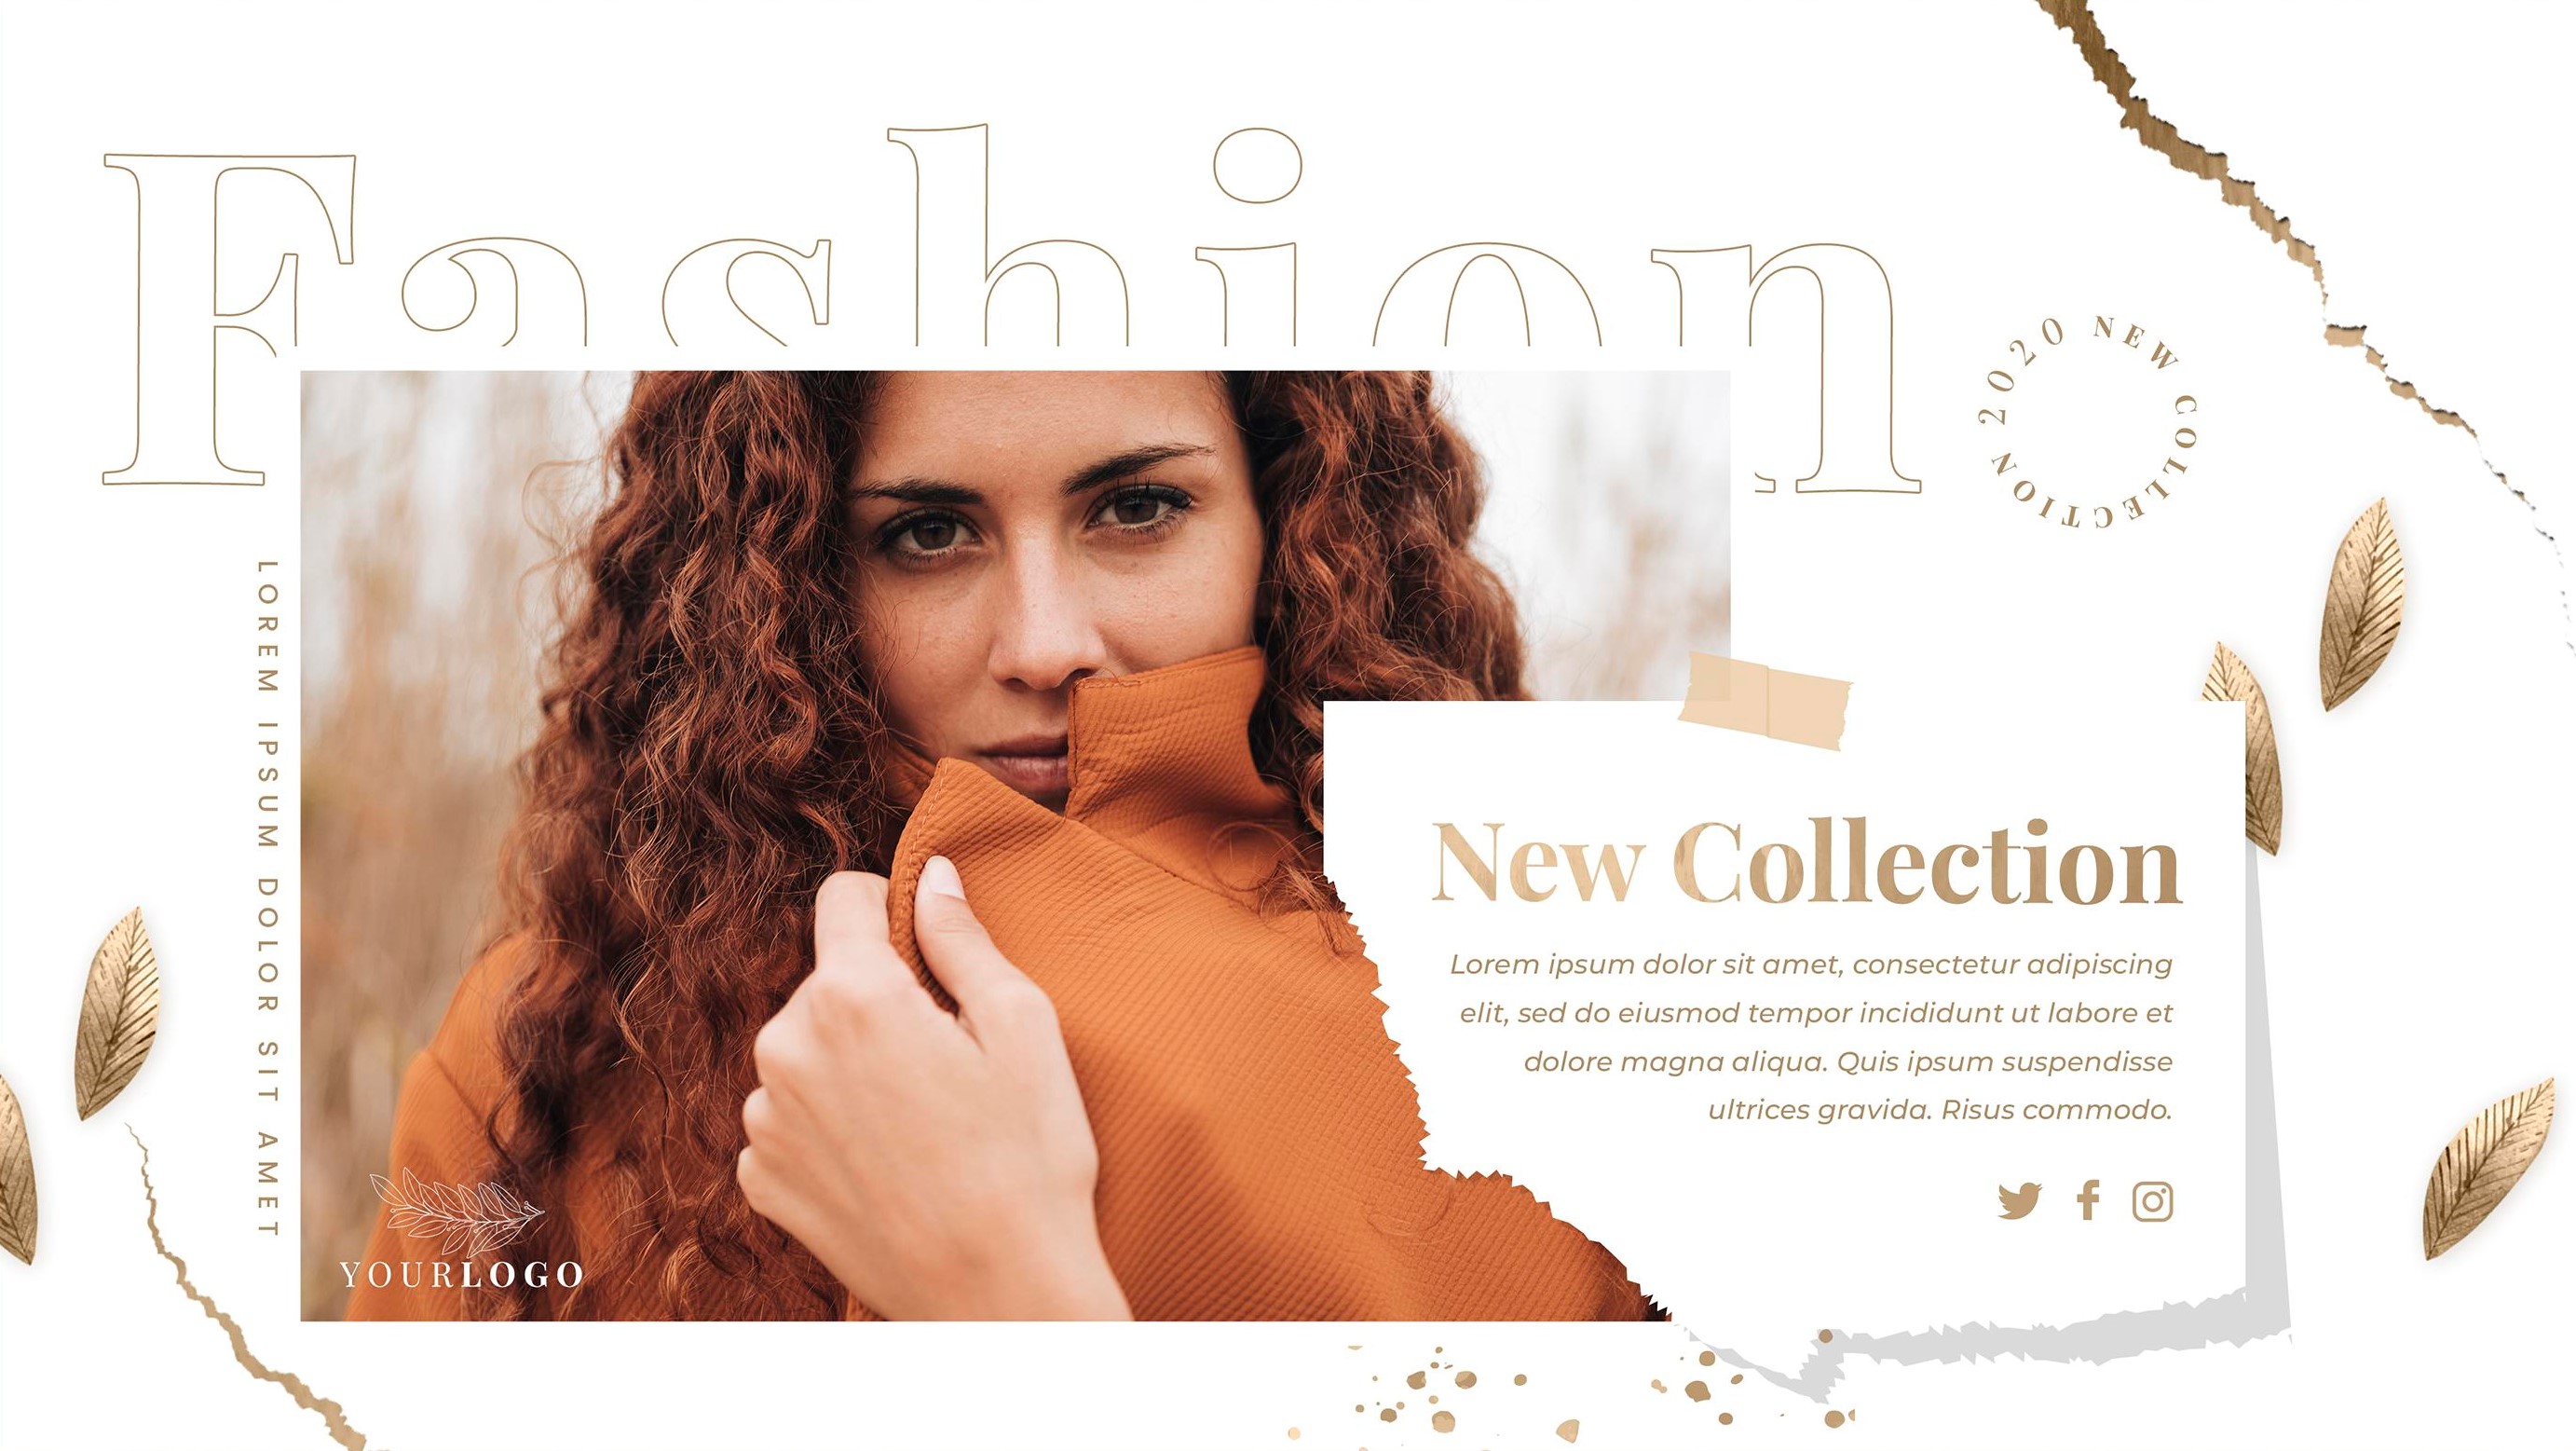 Fashion
2020 NEW COLLECTION
LOREM IPSUM DOLOR SIT AMET
New Collection
Lorem ipsum dolor sit amet, consectetur adipiscing
elit, sed do eiusmod tempor incididunt ut labore et
dolore magna aliqua. Quis ipsum suspendisse
ultrices gravida. Risus commodo.
YOURLOGO